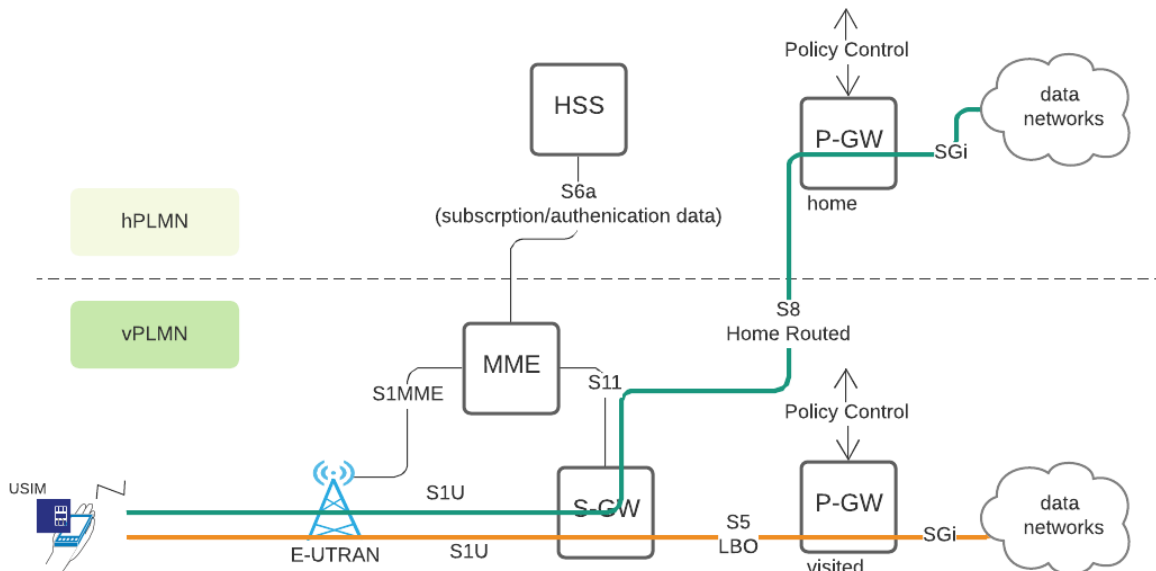 Policy Control
HSS
data
networks
P-GW
SGi
S6a
(subscrption/authenication data)
home
hPLMN
S8
Home Routed
vPLMN
MME
S11
S1MME
Policy Control
USIM
S1U
S-GW
P-GW
data
networks
S5
LBO
SGi
S1U
E-UTRAN
visited